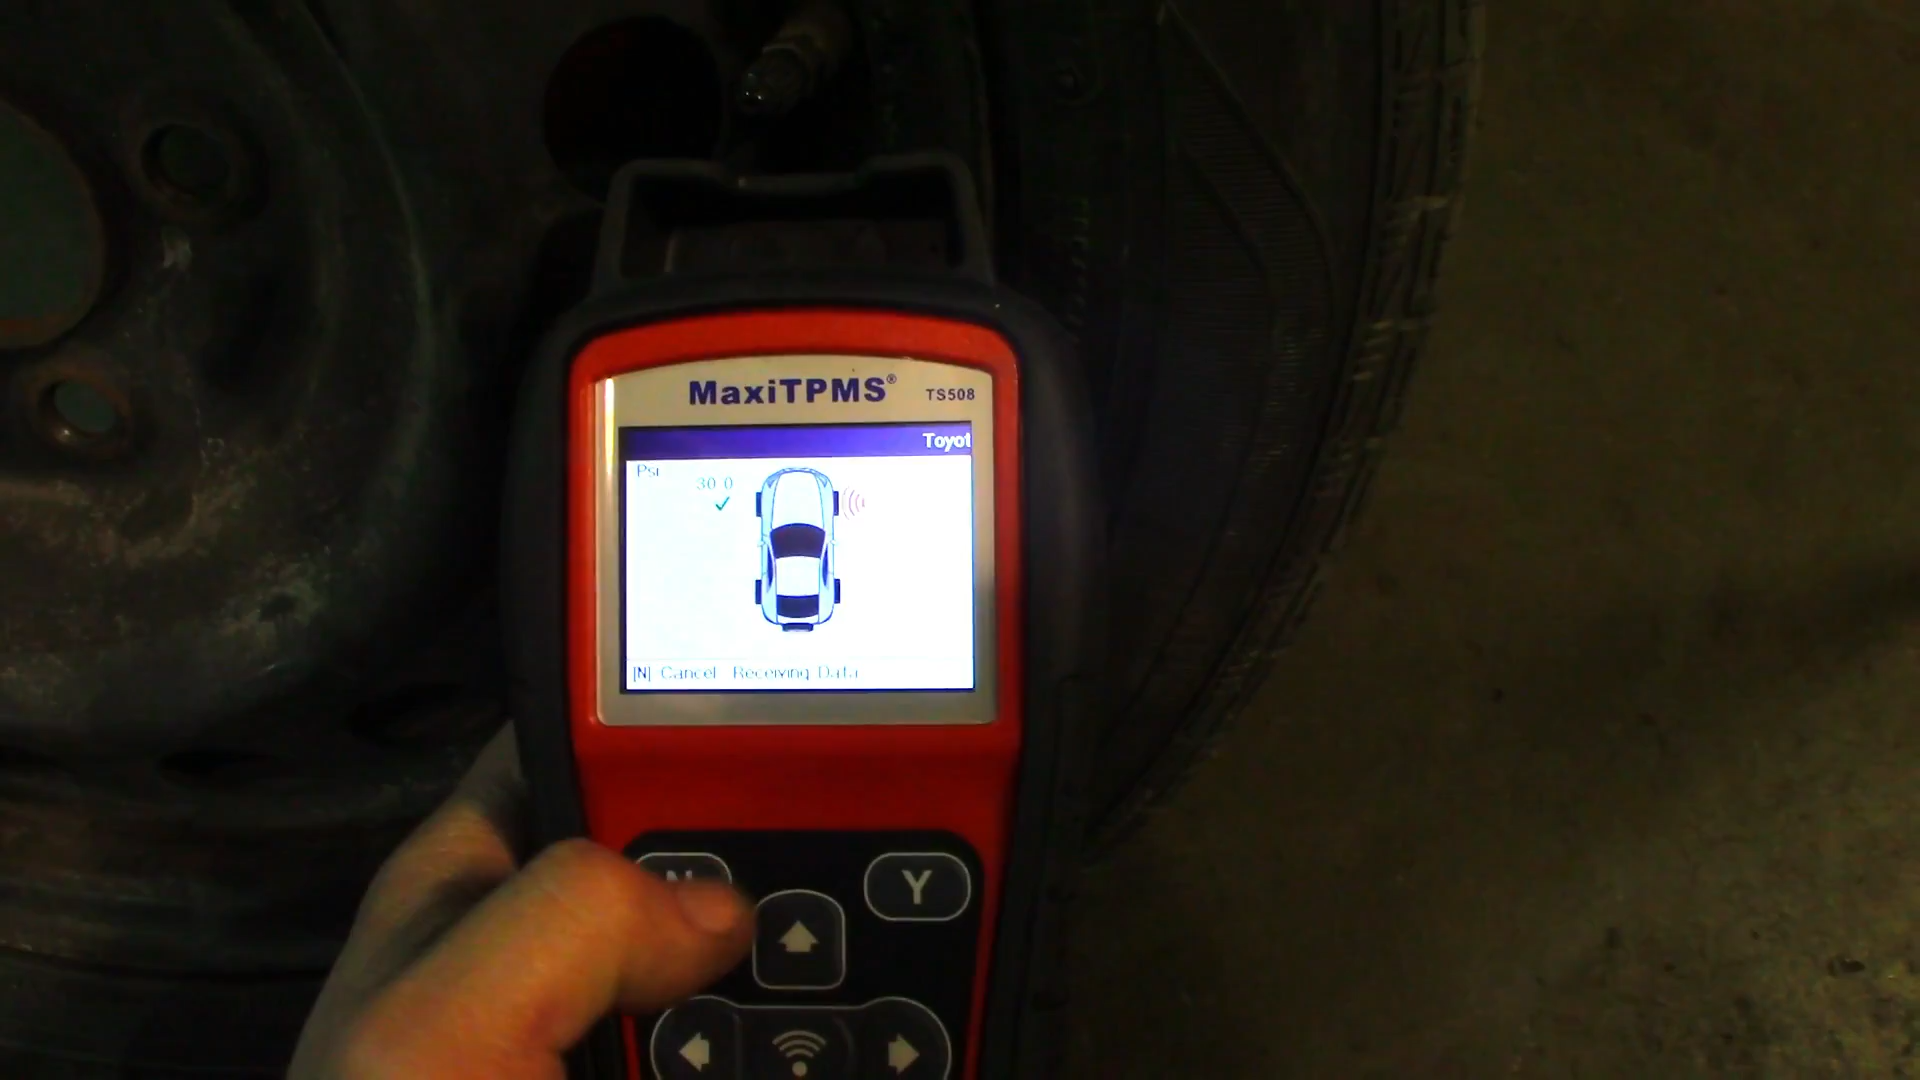 MaxiTPMS® TS508
Toyot
Psi
30.0
[N] Cancel Receiving Data
N Y